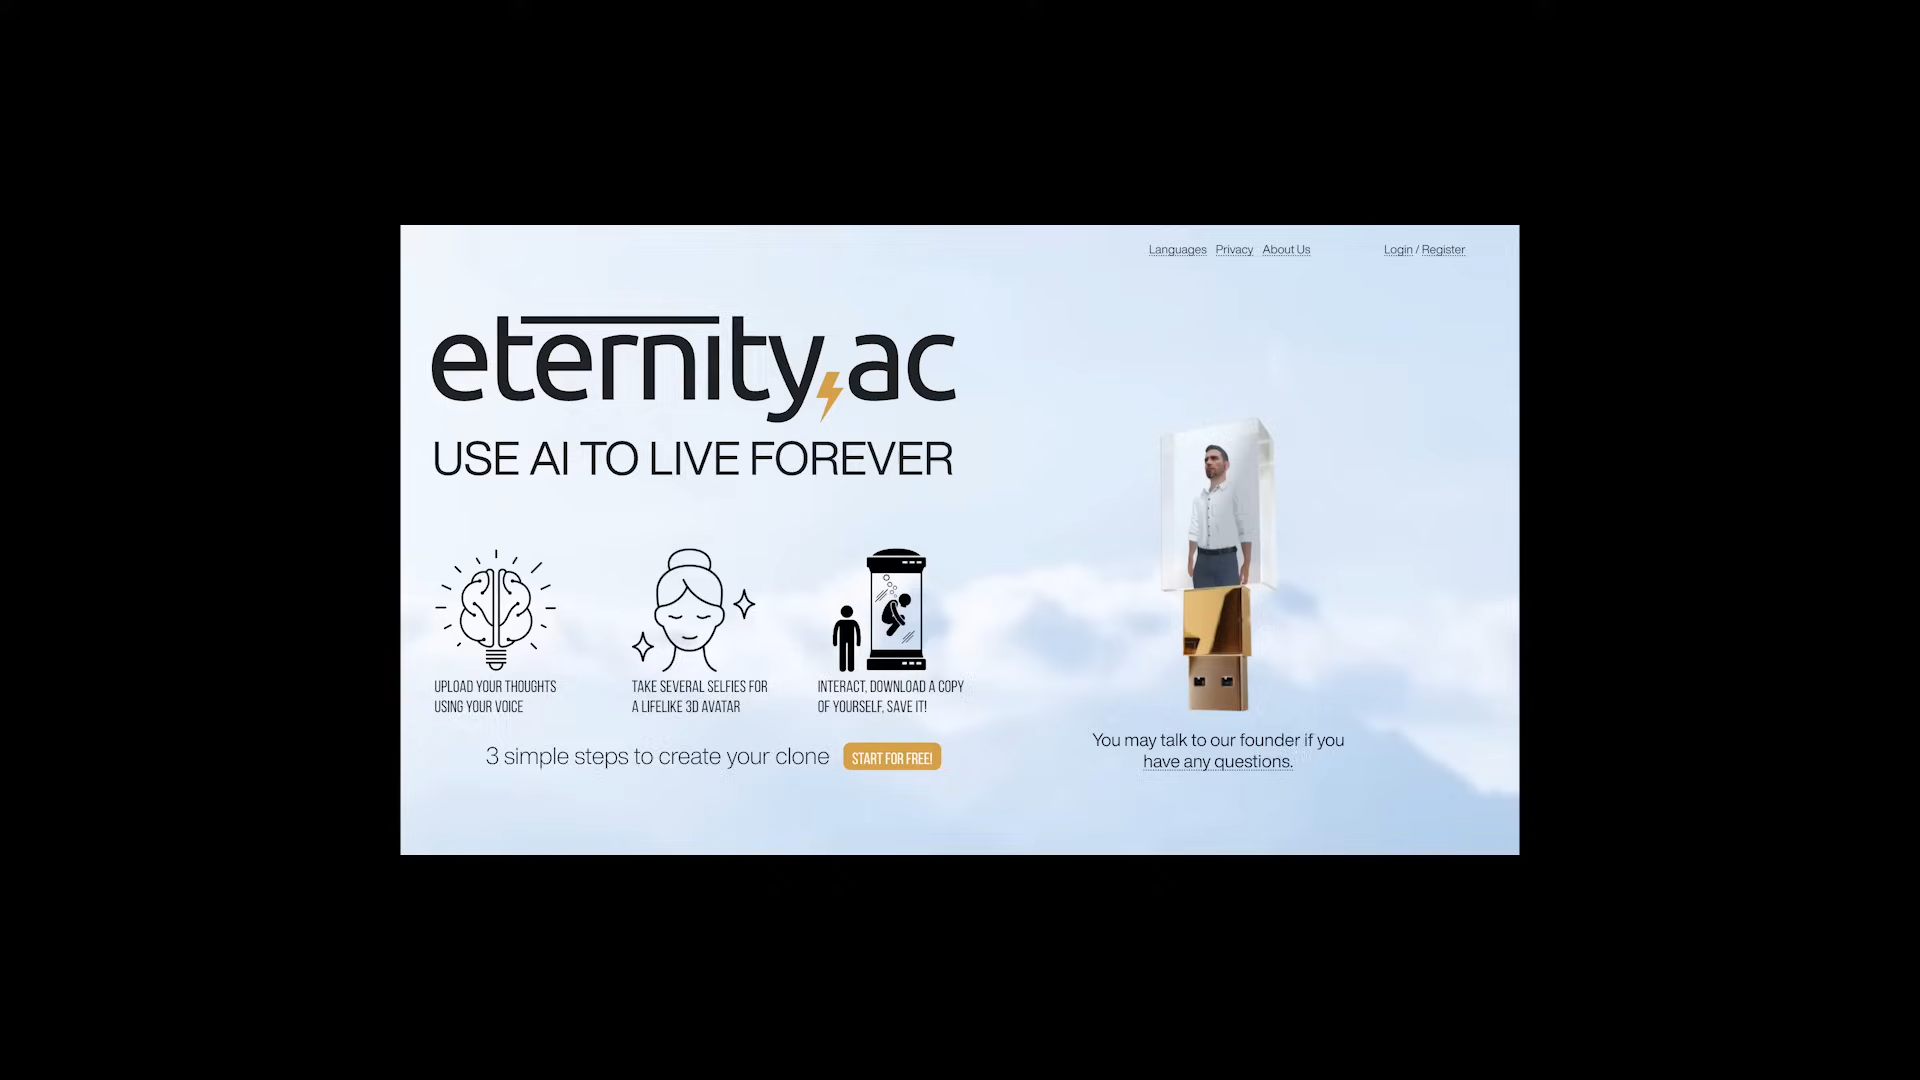 Languages Privacy About Us Login / Register
eternity.ac
USE AI TO LIVE FOREVER
UPLOAD YOUR THOUGHTS
USING YOUR VOICE
TAKE SEVERAL SELFIES FOR
A LIFELIKE 3D AVATAR
INTERACT, DOWNLOAD A COPY
OF YOURSELF, SAVE IT!
3 simple steps to create your clone START FOR FREE!
You may talk to our founder if you
have any questions.